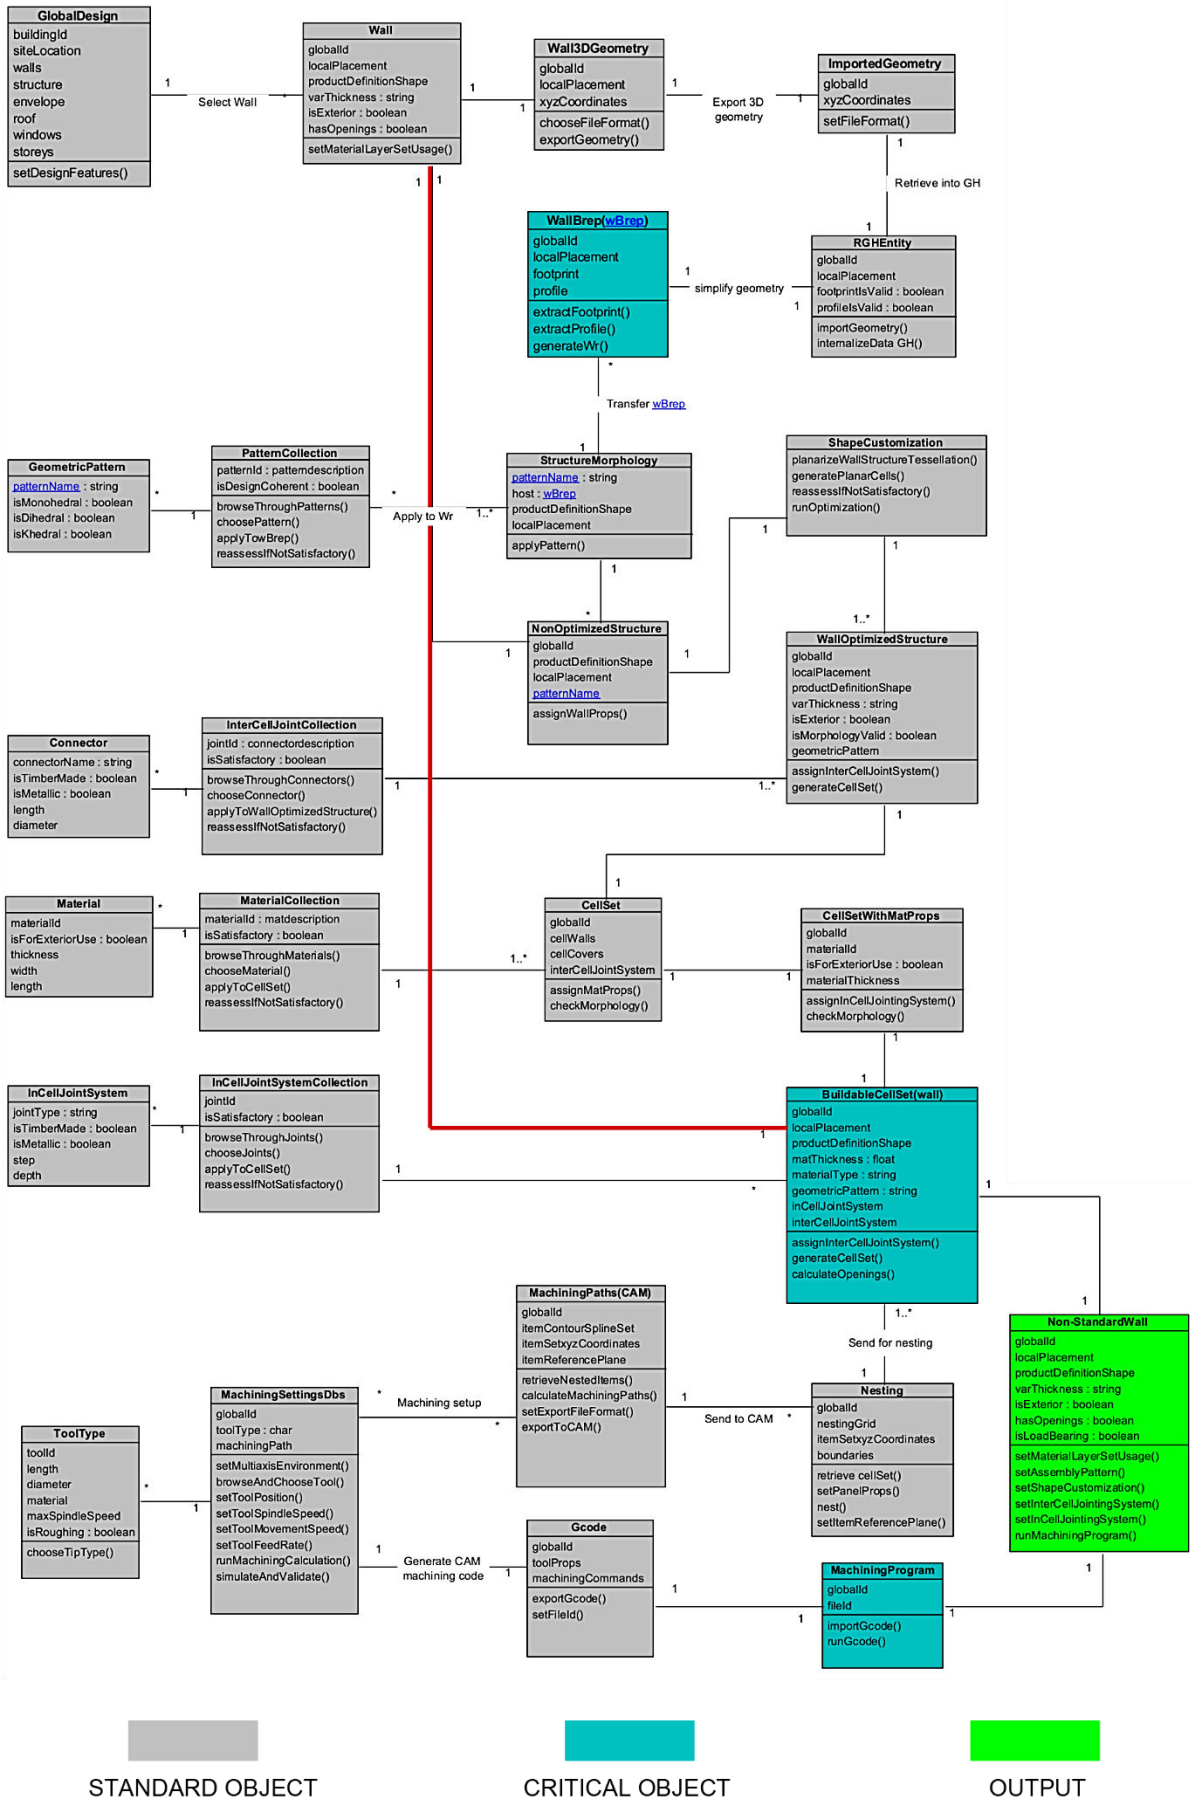 GlobalDesign
buildingId
siteLocation
walls
structure
envelope
roof
windows
storeys
setDesignFeatures()
1
Select Wall
*
Wall
globalId
localPlacement
productDefinitionShape
varThickness : string
isExterior : boolean
hasOpenings : boolean
setMaterialLayerSetUsage()
1
1
Wall3DGeometry
globalId
localPlacement
xyzCoordinates
chooseFileFormat()
exportGeometry()
1
Export 3D
geometry
1
ImportedGeometry
globalId
xyzCoordinates
setFileFormat()
1
Retrieve into GH
1
1
1
RGHEntity
globalId
localPlacement
footprintIsValid : boolean
profileIsValid : boolean
importGeometry()
internalizeData GH()
1
simplify geometry
1
WallBrep(wBrep)
globalId
localPlacement
footprint
profile
extractFootprint()
extractProfile()
generateWr()
*
Transfer wBrep
1
GeometricPattern
patternName : string
isMonohedral : boolean
isDihedral : boolean
isKhedral : boolean
*
1
PatternCollection
patternId : patterndescription
isDesignCoherent : boolean
browseThroughPatterns()
choosePattern()
applyTowBrep()
reassessIfNotSatisfactory()
*
Apply to Wr
1..*
StructureMorphology
patternName : string
host : wBrep
productDefinitionShape
localPlacement
applyPattern()
1
*
ShapeCustomization
planarizeWallStructureTessellation()
generatePlanarCells()
reassessIfNotSatisfactory()
runOptimization()
1
1
1..*
NonOptimizedStructure
globalId
productDefinitionShape
localPlacement
patternName
assignWallProps()
1
1
WallOptimizedStructure
globalId
localPlacement
productDefinitionShape
varThickness : string
isExterior : boolean
isMorphologyValid : boolean
geometricPattern
assignInterCellJointSystem()
generateCellSet()
1
Connector
connectorName : string
isTimberMade : boolean
isMetallic : boolean
length
diameter
*
1
InterCellJointCollection
jointId : connectordescription
isSatisfactory : boolean
browseThroughConnectors()
chooseConnector()
applyToWallOptimizedStructure()
reassessIfNotSatisfactory()
1
1..*
Material
materialId
isForExteriorUse : boolean
thickness
width
length
*
1
MaterialCollection
materialId : matdescription
isSatisfactory : boolean
browseThroughMaterials()
chooseMaterial()
applyToCellSet()
reassessIfNotSatisfactory()
1
1..*
1
CellSet
globalId
cellWalls
cellCovers
interCellJointSystem
assignMatProps()
checkMorphology()
1
1
CellSetWithMatProps
globalId
materialId
isForExteriorUse : boolean
materialThickness
assignInCellJointingSystem()
checkMorphology()
1
1
InCellJointSystem
jointType : string
isTimberMade : boolean
isMetallic : boolean
step
depth
*
1
InCellJointSystemCollection
jointId
isSatisfactory : boolean
browseThroughJoints()
chooseJoints()
applyToCellSet()
reassessIfNotSatisfactory()
1
*
1
BuildableCellSet(wall)
globalId
localPlacement
productDefinitionShape
matThickness : float
materialType : string
geometricPattern : string
inCellJointSystem
interCellJointSystem
assignInterCellJointSystem()
generateCellSet()
calculateOpenings()
1
1
1..*
Send for nesting
1
Non-StandardWall
globalId
localPlacement
productDefinitionShape
varThickness : string
isExterior : boolean
hasOpenings : boolean
isLoadBearing : boolean
setMaterialLayerSetUsage()
setAssemblyPattern()
setShapeCustomization()
setInterCellJointingSystem()
setInCellJointingSystem()
runMachiningProgram()
1
Nesting
globalId
nestingGrid
itemSetxyzCoordinates
boundaries
retrieve cellSet()
setPanelProps()
nest()
setItemReferencePlane()
1
Send to CAM
*
MachiningPaths(CAM)
globalId
itemContourSplineSet
itemSetxyzCoordinates
itemReferencePlane
retrieveNestedItems()
calculateMachiningPaths()
setExportFileFormat()
exportToCAM()
*
Machining setup
*
MachiningSettingsDbs
globalId
toolType : char
machiningPath
setMultiaxisEnvironment()
browseAndChooseTool()
setToolPosition()
setToolSpindleSpeed()
setToolMovementSpeed()
setToolFeedRate()
runMachiningCalculation()
simulateAndValidate()
ToolType
toolId
length
diameter
material
maxSpindleSpeed
isRoughing : boolean
chooseTipType()
*
1
1
Generate CAM
machining code
1
Gcode
globalId
toolProps
machiningCommands
exportGcode()
setFileId()
1
1
MachiningProgram
globalId
fileId
importGcode()
runGcode()
1
STANDARD OBJECT
CRITICAL OBJECT
OUTPUT